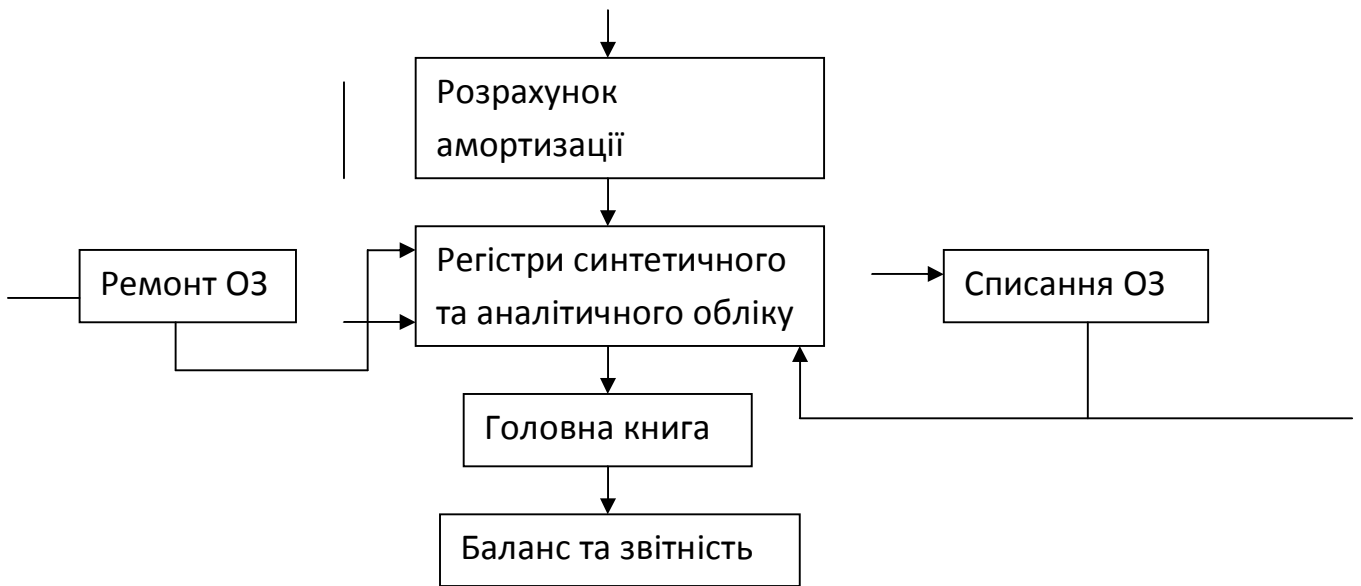 Розрахунок
амортизації
Ремонт ОЗ
Регістри синтетичного
та аналітичного обліку
Списання ОЗ
Головна книга
Баланс та звітність